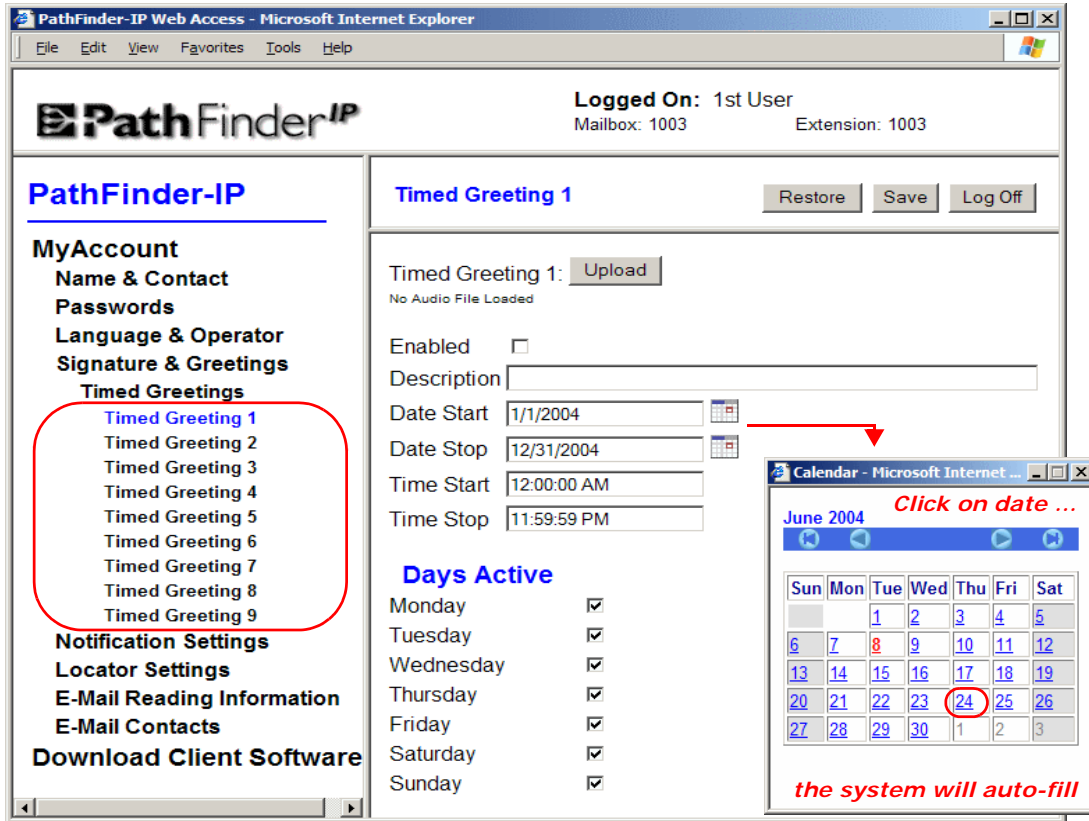 PathFinder-IP Web Access - Microsoft Internet Explorer
File Edit View Favorites Tools Help
PathFinder IP
Logged On: 1st User
Mailbox: 1003 Extension: 1003
PathFinder-IP
MyAccount
Name & Contact
Passwords
Language & Operator
Signature & Greetings
Timed Greetings
Timed Greeting 1
Timed Greeting 2
Timed Greeting 3
Timed Greeting 4
Timed Greeting 5
Timed Greeting 6
Timed Greeting 7
Timed Greeting 8
Timed Greeting 9
Notification Settings
Locator Settings
E-Mail Reading Information
E-Mail Contacts
Download Client Software
Timed Greeting 1 Restore Save Log Off
Timed Greeting 1: Upload
No Audio File Loaded
Enabled
Description
Date Start 1/1/2004
Date Stop 12/31/2004
Time Start 12:00:00 AM
Time Stop 11:59:59 PM
Days Active
Monday
Tuesday
Wednesday
Thursday
Friday
Saturday
Sunday
Calendar - Microsoft Internet ...
Click on date ...
June 2004
Sun Mon Tue Wed Thu Fri Sat
1 2 3 4 5
6 7 8 9 10 11 12
13 14 15 16 17 18 19
20 21 22 23 24 25 26
27 28 29 30 1 2 3
the system will auto-fill